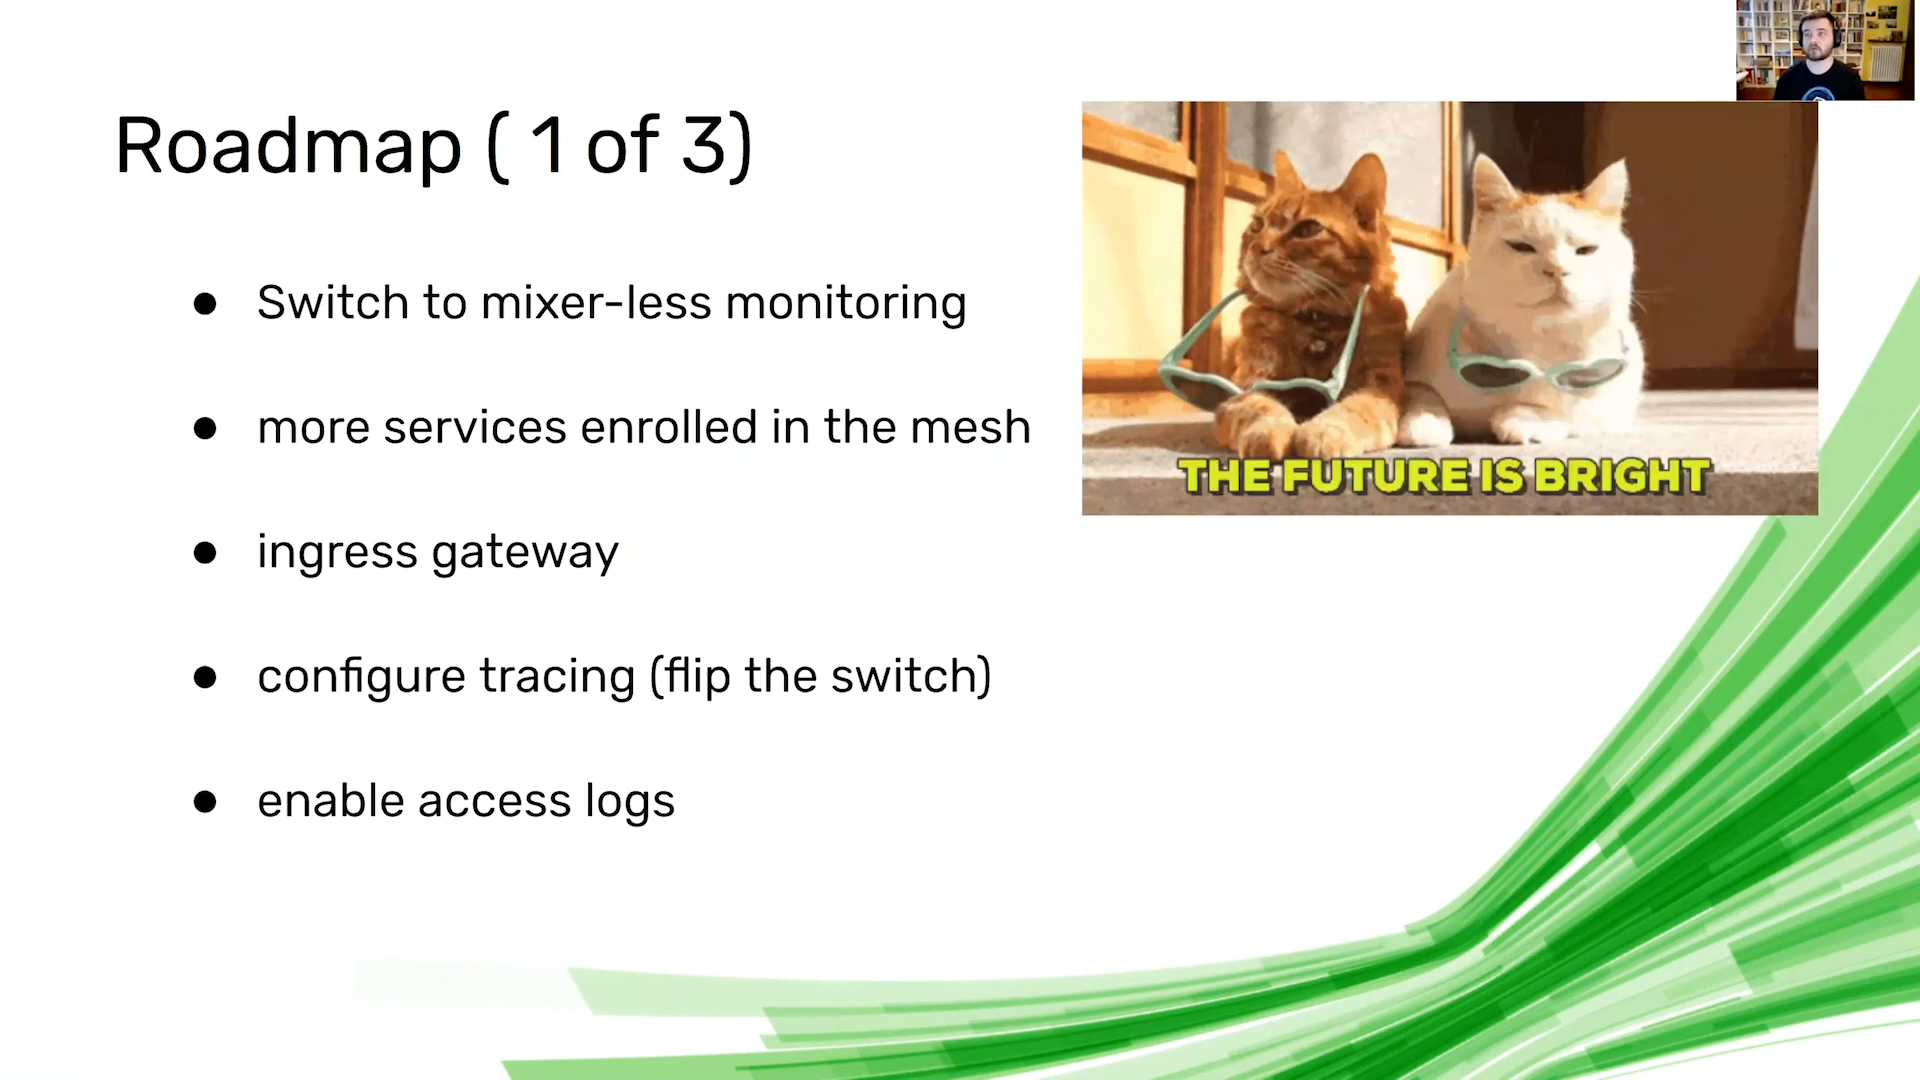 Roadmap ( 1 of 3)
● Switch to mixer-less monitoring
● more services enrolled in the mesh
● ingress gateway
● configure tracing (flip the switch)
● enable access logs
THE FUTURE IS BRIGHT